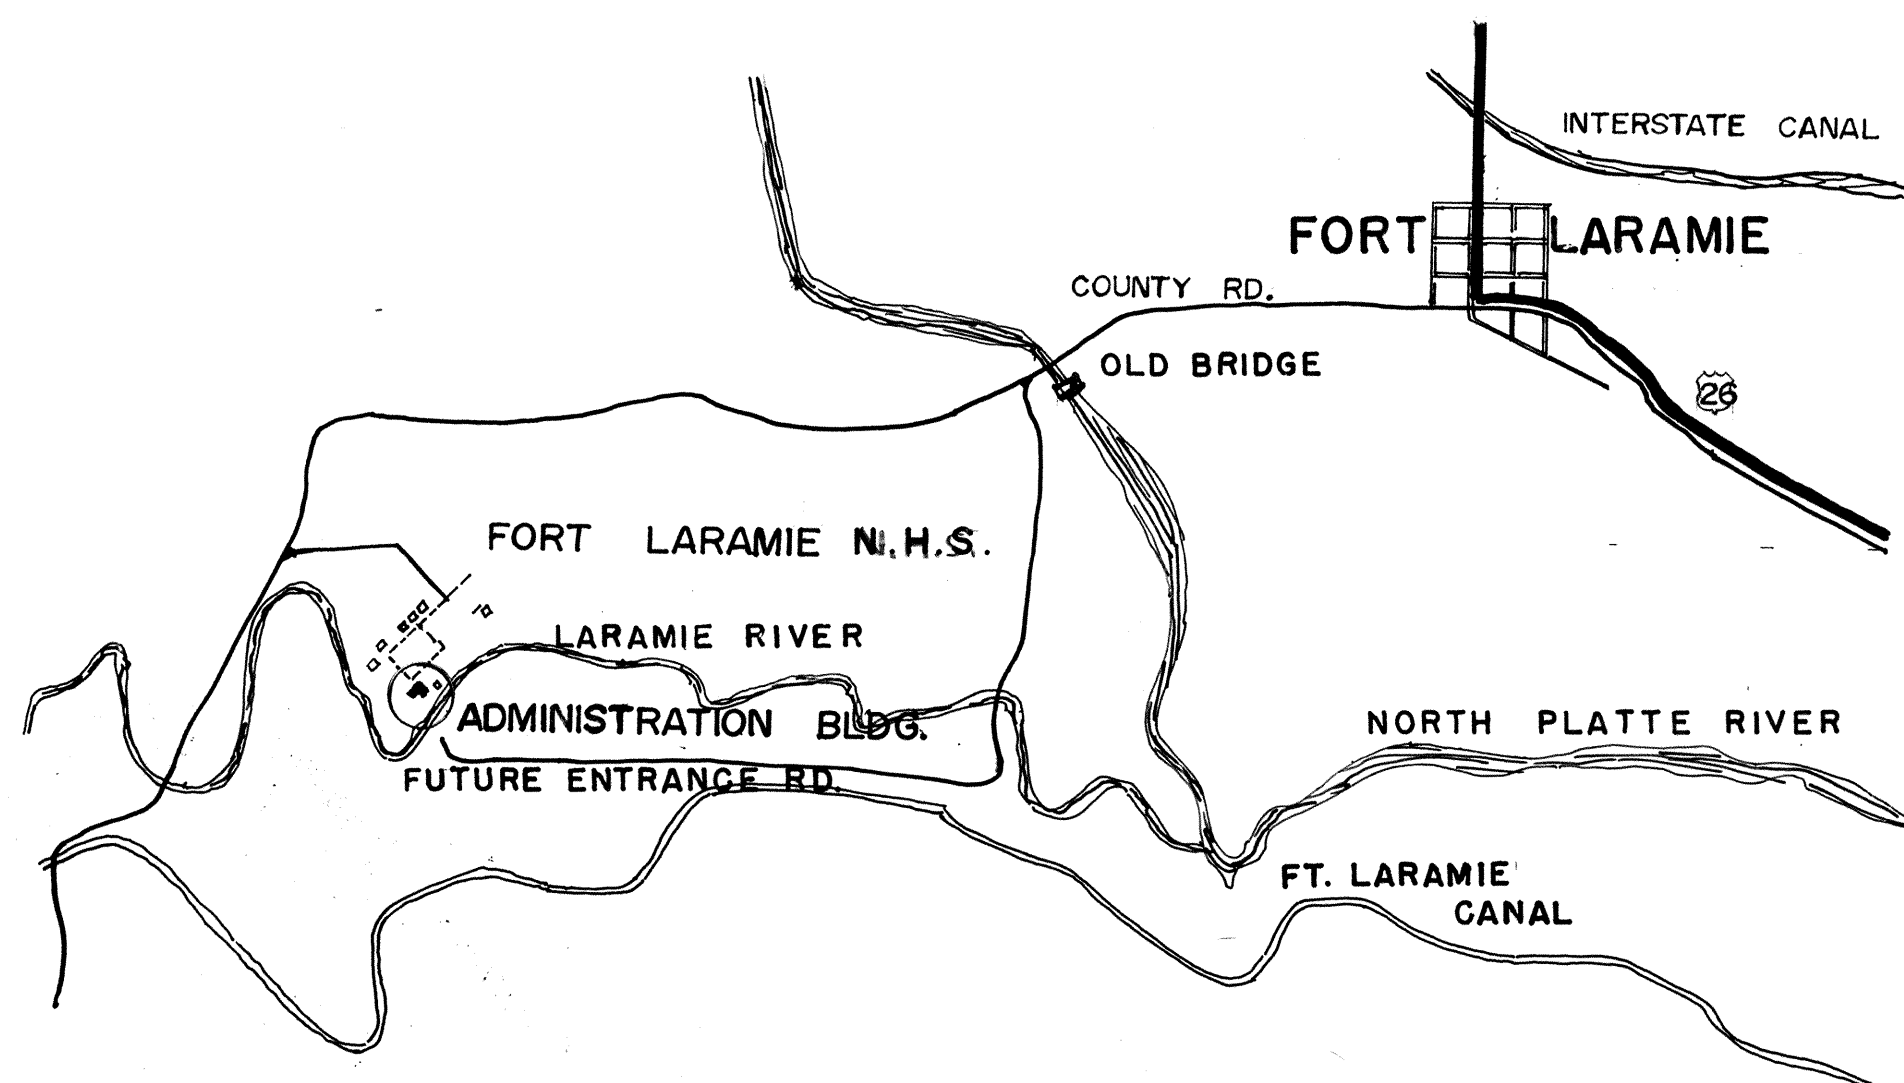 INTERSTATE CANAL
FORT LARAMIE
COUNTY RD.
OLD BRIDGE
26
FORT LARAMIE N.H.S.
LARAMIE RIVER
ADMINISTRATION BLDG.
NORTH PLATTE RIVER
FUTURE ENTRANCE RD.
FT. LARAMIE
CANAL